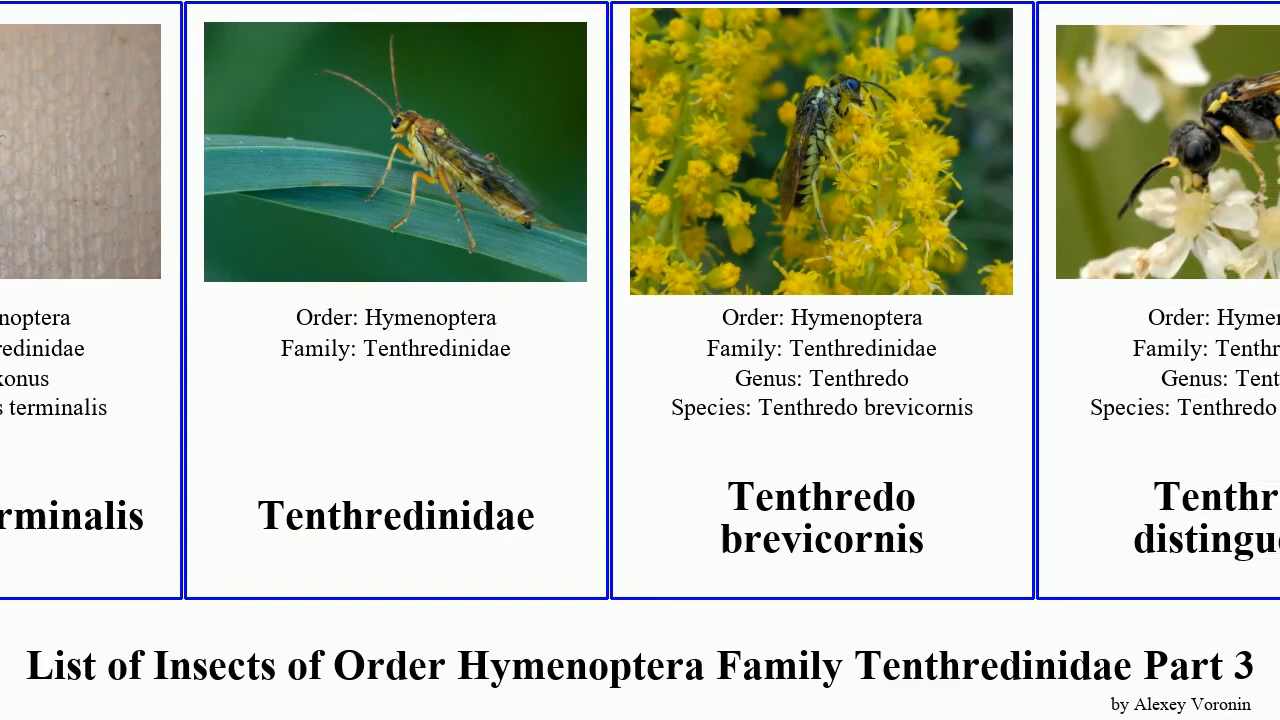 noptera
redinidae
konus
s terminalis
rminalis
Order: Hymenoptera
Family: Tenthredinidae
Tenthredinidae
Order: Hymenoptera
Family: Tenthredinidae
Genus: Tenthredo
Species: Tenthredo brevicornis
Tenthredo
brevicornis
Order: Hymen
Family: Tenthr
Genus: Tent
Species: Tenthredo
Tenthr
distingu
List of Insects of Order Hymenoptera Family Tenthredinidae Part 3
by Alexey Voronin